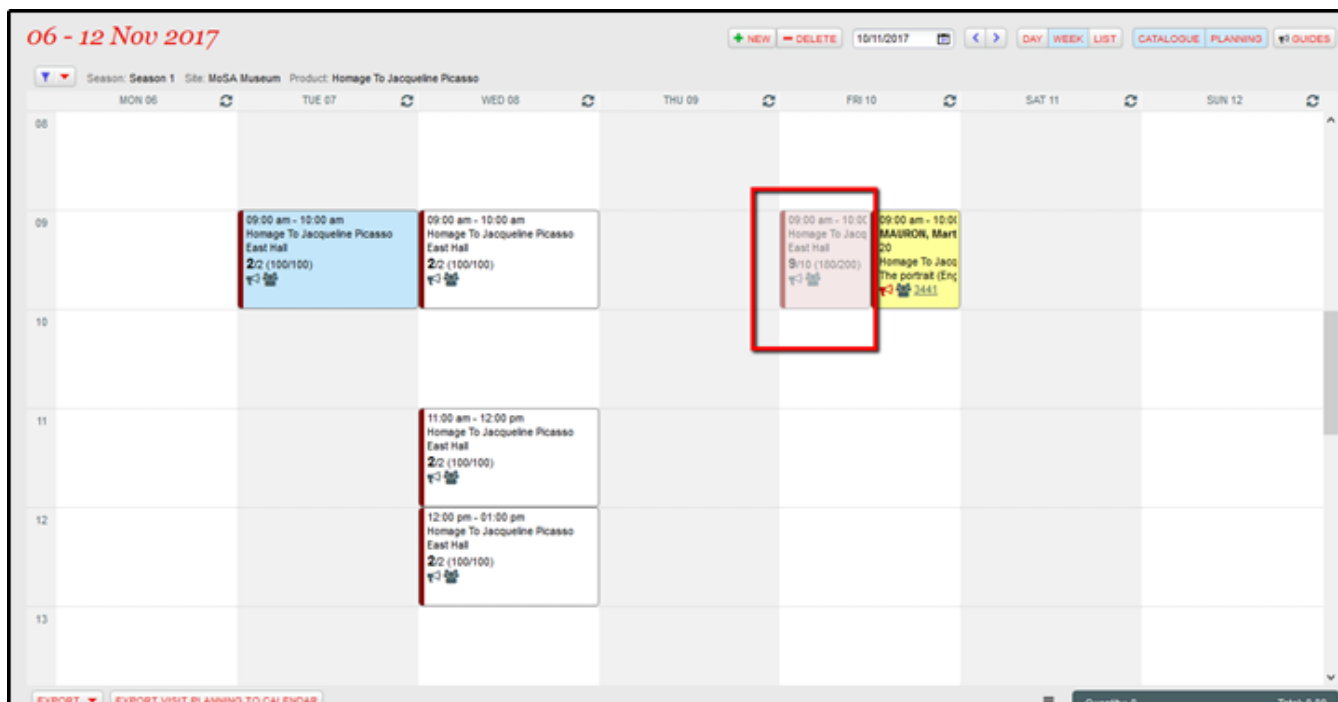 06 - 12 Nov 2017
NEW DELETE 10/11/2017 DAY WEEK LIST CATALOGUE PLANNING GUIDES
Season: Season 1 Site: MoSA Museum Product: Homage To Jacqueline Picasso
MON 06 TUE 07 WED 08 THU 09 FRI 10 SAT 11 SUN 12
08
09
09:00 am - 10:00 am
Homage To Jacqueline Picasso
East Hall
2/2 (100/100)
09:00 am - 10:00 am
Homage To Jacqueline Picasso
East Hall
2/2 (100/100)
09:00 am - 10:00
Homage To Jacq
East Hall
9/10 (180/200)
09:00 am - 10:00
MAURON, Mart
20
Homage To Jacq
The portrait (Eng
3441
10
11
11:00 am - 12:00 pm
Homage To Jacqueline Picasso
East Hall
2/2 (100/100)
12
12:00 pm - 01:00 pm
Homage To Jacqueline Picasso
East Hall
2/2 (100/100)
13
EXPORT EXPORT VISIT PLANNING TO CALENDAR